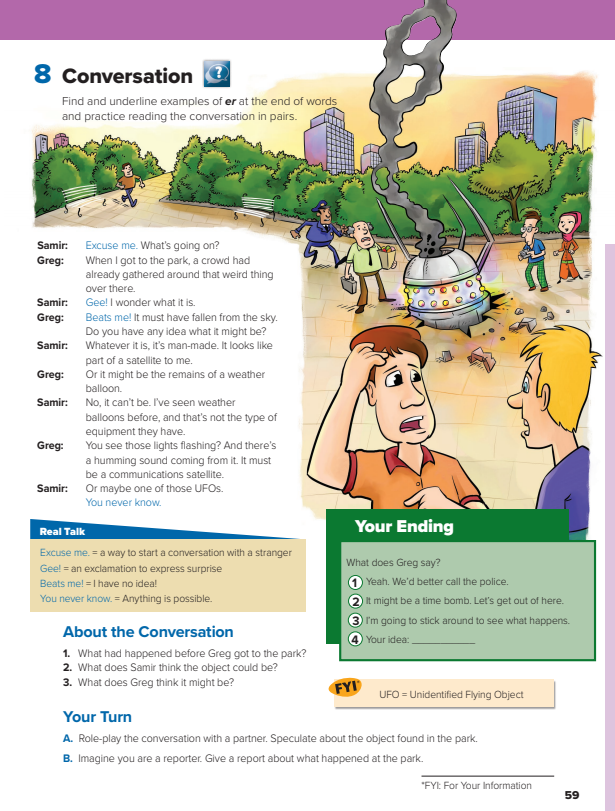 8 Conversation
Find and underline examples of er at the end of words
and practice reading the conversation in pairs.
Samir: Excuse me. What's going on?
Greg: When I got to the park, a crowd had
already gathered around that weird thing
over there.
Samir: Gee! I wonder what it is.
Greg: Beats me! It must have fallen from the sky.
Do you have any idea what it might be?
Samir: Whatever it is, it's man-made. It looks like
part of a satellite to me.
Greg: Or it might be the remains of a weather
balloon.
Samir: No, it can't be. I've seen weather
balloons before, and that's not the type of
equipment they have.
Greg: You see those lights flashing? And there's
a humming sound coming from it. It must
be a communications satellite.
Samir: Or maybe one of those UFOs.
You never know.
Real Talk
Excuse me. = a way to start a conversation with a stranger
Gee! = an exclamation to express surprise
Beats me! = I have no idea!
You never know. = Anything is possible.
Your Ending
What does Greg say?
1 Yeah. We'd better call the police.
2 It might be a time bomb. Let's get out of here.
3 I'm going to stick around to see what happens.
4 Your idea: ____________
About the Conversation
1. What had happened before Greg got to the park?
2. What does Samir think the object could be?
3. What does Greg think it might be?
FYI*
UFO = Unidentified Flying Object
Your Turn
A. Role-play the conversation with a partner. Speculate about the object found in the park.
B. Imagine you are a reporter. Give a report about what happened at the park.
*FYI: For Your Information
59